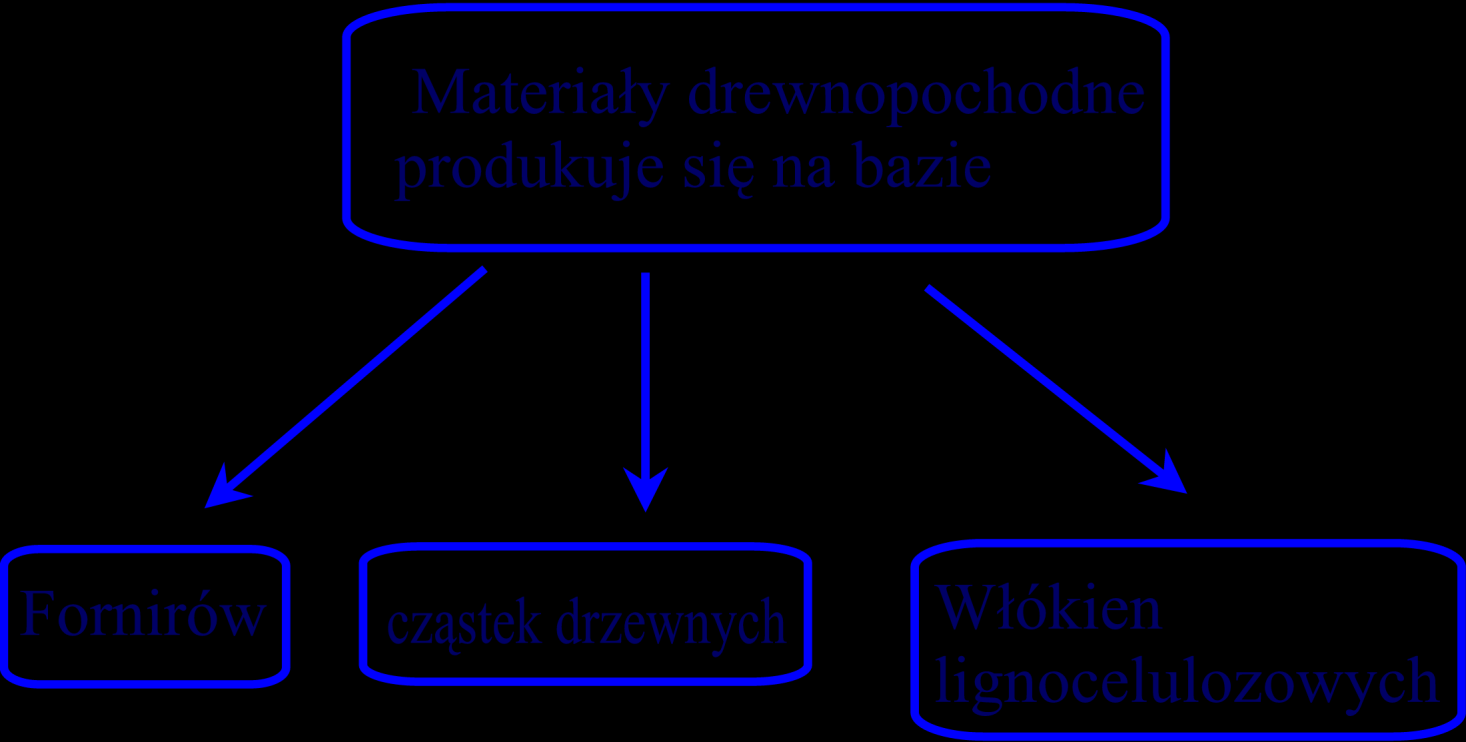 Materiały drewnopochodne
produkuje się na bazie
Fornirów
cząstek drzewnych
Włókien
lignocelulozowych